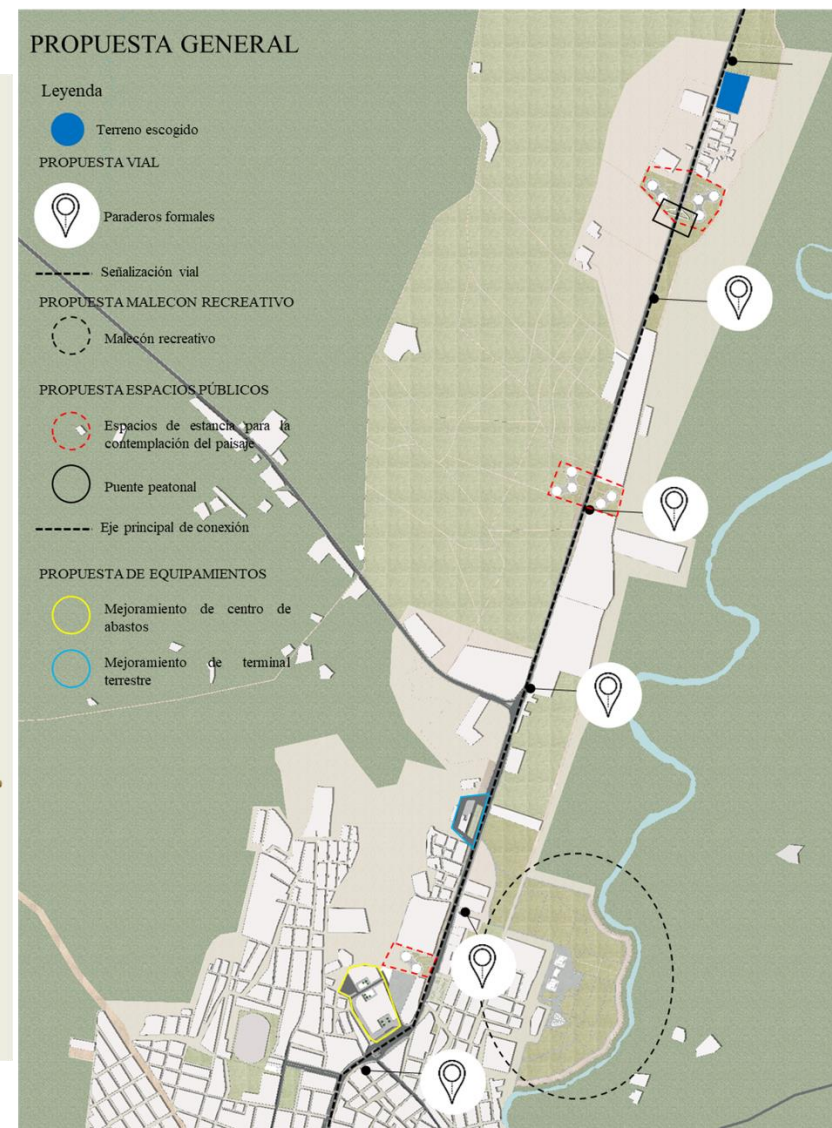 PROPUESTA GENERAL
Leyenda
Terreno escogido
PROPUESTA VIAL
Paraderos formales
Señalización vial
PROPUESTA MALECON RECREATIVO
Malecón recreativo
PROPUESTA ESPACIOS PÚBLICOS
Espacios de estancia para la
contemplación del paisaje
Puente peatonal
Eje principal de conexión
PROPUESTA DE EQUIPAMIENTOS
Mejoramiento de centro de
abastos
Mejoramiento de terminal
terrestre